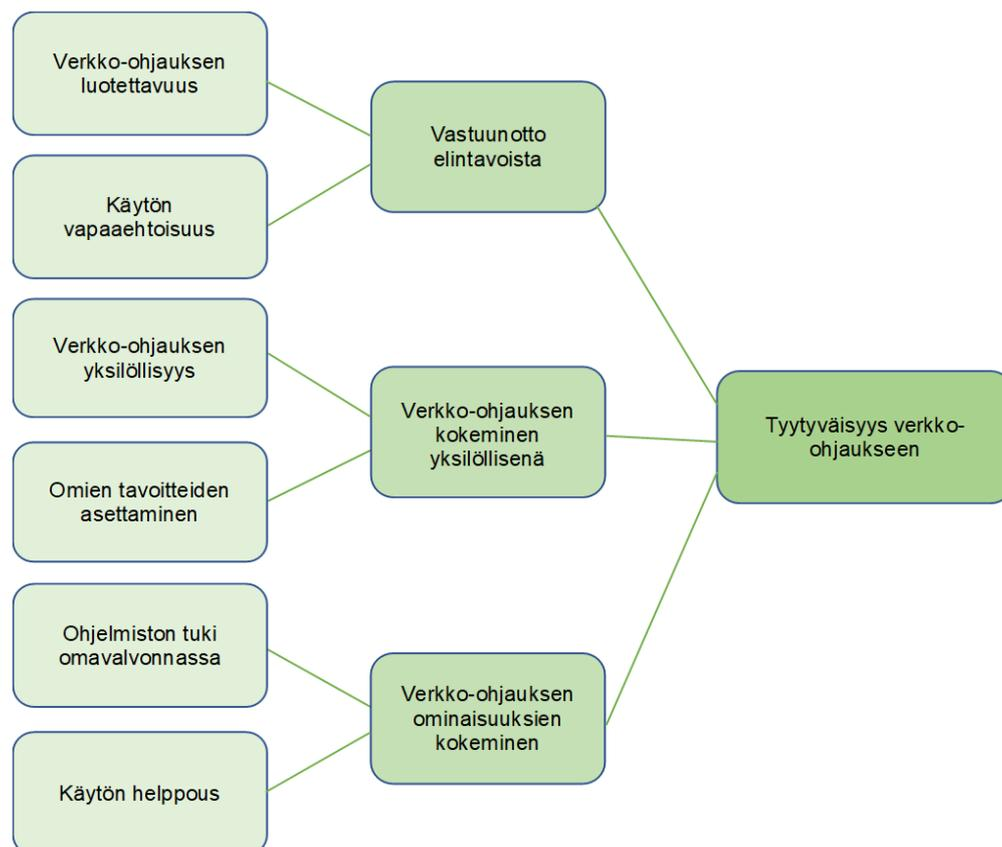 Verkko-ohjauksen
luotettavuus
Käytön
vapaaehtoisuus
Verkko-ohjauksen
yksilöllisyys
Omien tavoitteiden
asettaminen
Ohjelmiston tuki
omavalvonnassa
Käytön helppous
Vastuunotto
elintavoista
Verkko-ohjauksen
kokeminen
yksilöllisenä
Verkko-ohjauksen
ominaisuuksien
kokeminen
Tyytyväisyys verkko-
ohjaukseen